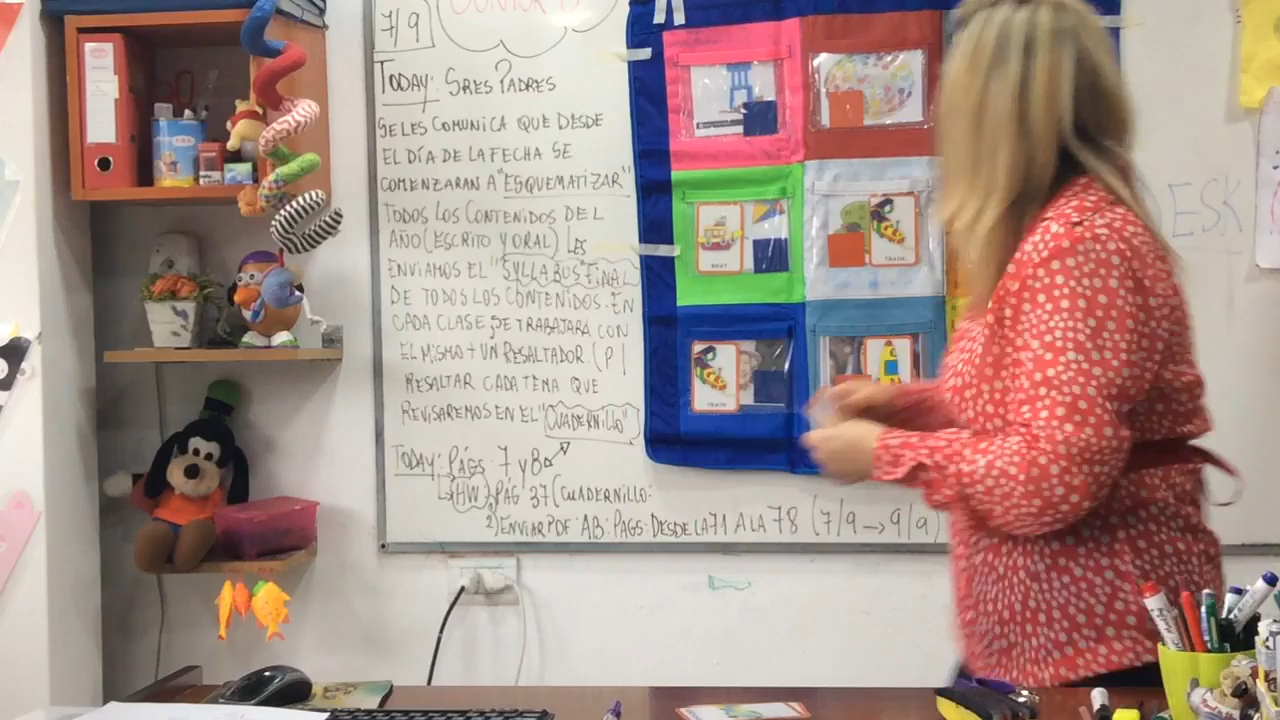 7/9
TODAY: SRES PADRES
SE LES COMUNICA QUE DESDE
EL DÍA DE LA FECHA SE
COMENZARAN A "ESQUEMATIZAR"
TODOS LOS CONTENIDOS DEL
AÑO (ESCRITO Y ORAL) LES
ENVIAMOS EL "SYLLABUS FINAL
DE TODOS LOS CONTENIDOS. EN
CADA CLASE SE TRABAJARÁ CON
EL MISMO + UN RESALTADOR. (P/
RESALTAR CADA TEMA QUE
REVISAREMOS EN EL "CUADERNILLO"
TODAY: PÁGS 7 y 8
HW: PÁG 37 (CUADERNILLO:
2) ENVIAR PDF: AB: PAGS: DESDE LA 71 A LA 78 (7/9 → 9/9)
BOAT
TRAIN
TRAIN
DESK